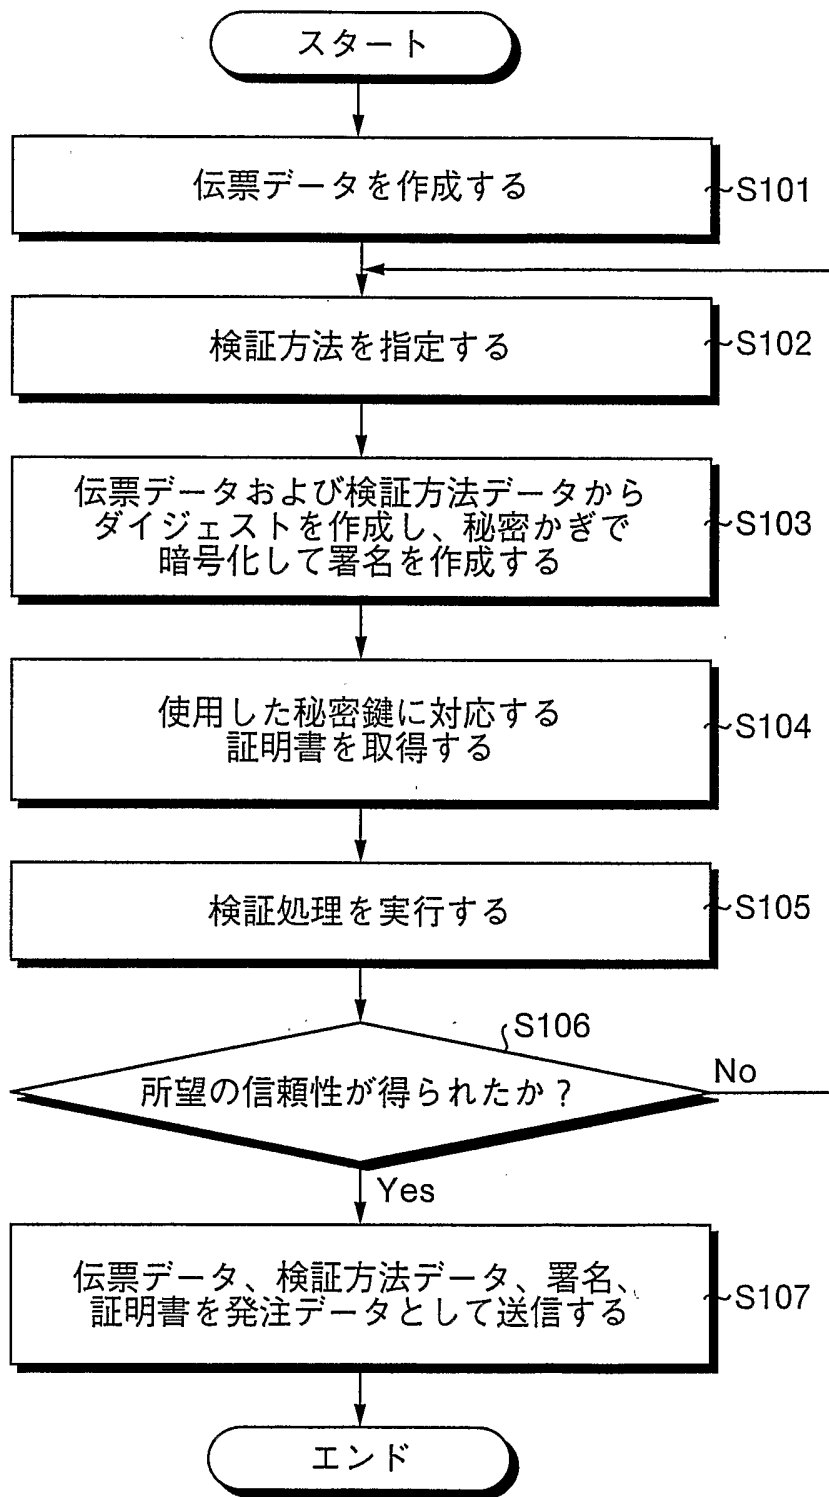 スタート
伝票データを作成する
S101
検証方法を指定する
S102
伝票データおよび検証方法データから
ダイジェストを作成し、秘密かぎで
暗号化して署名を作成する
S103
使用した秘密鍵に対応する
証明書を取得する
S104
検証処理を実行する
S105
S106
所望の信頼性が得られたか？
No
Yes
伝票データ、検証方法データ、署名、
証明書を発注データとして送信する
S107
エンド